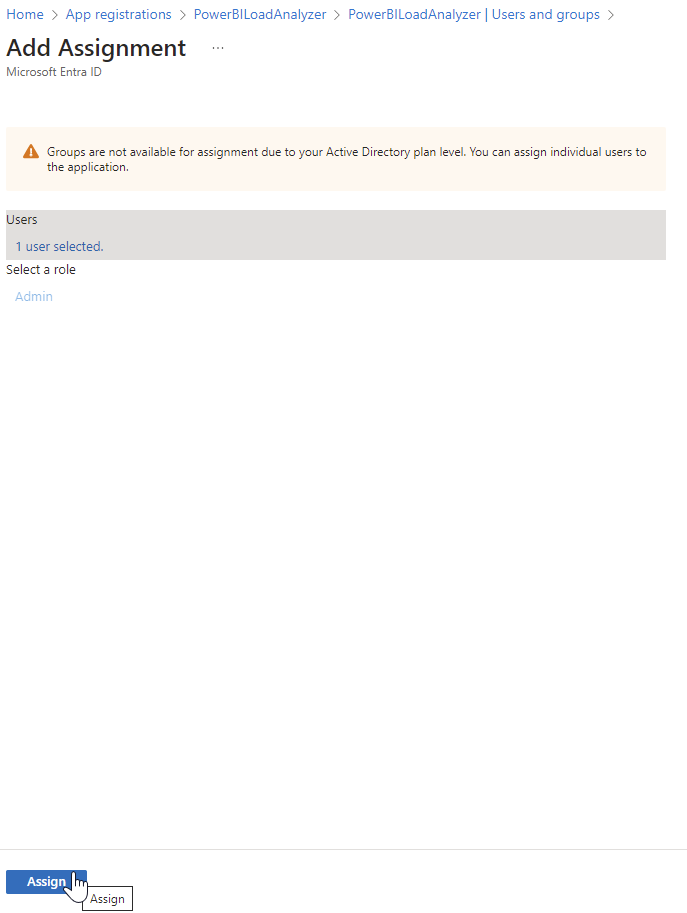 Home > App registrations > PowerBILoadAnalyzer > PowerBILoadAnalyzer | Users and groups >
Add Assignment ...
Microsoft Entra ID
Groups are not available for assignment due to your Active Directory plan level. You can assign individual users to
the application.
Users
1 user selected.
Select a role
Admin
Assign
Assign